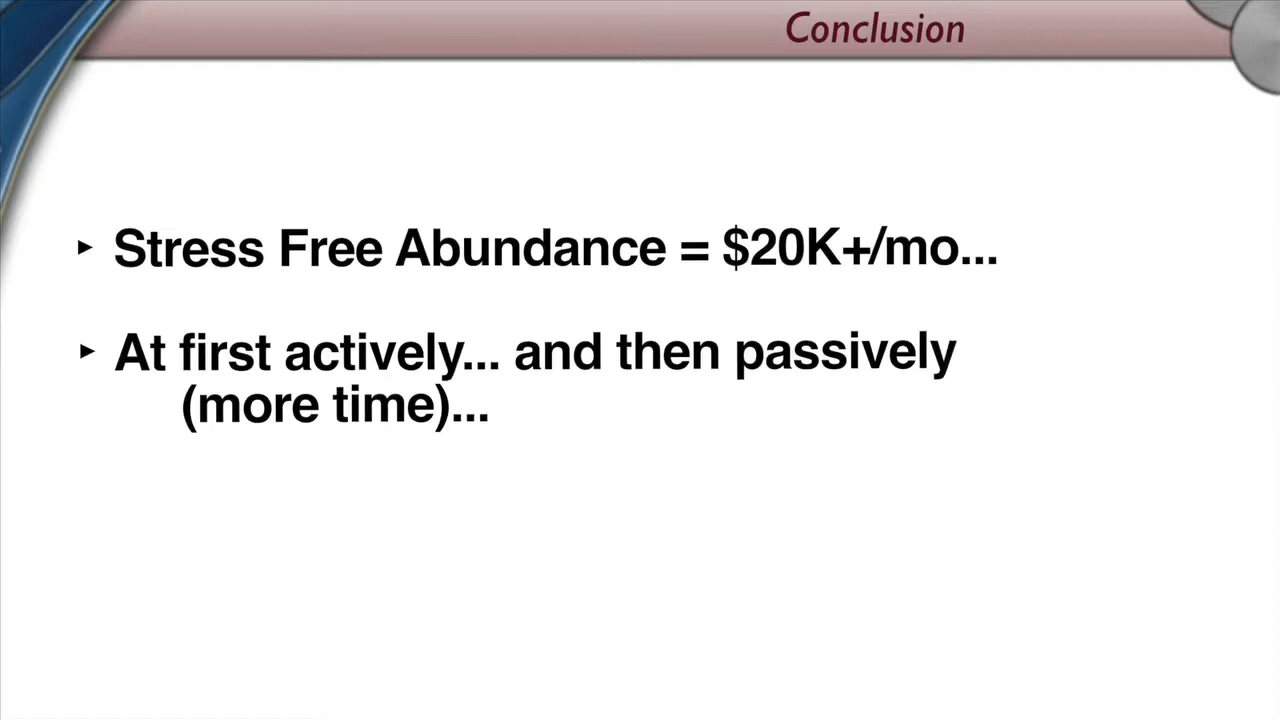 Conclusion
‣ Stress Free Abundance = $20K+/mo...
‣ At first actively... and then passively
(more time)...